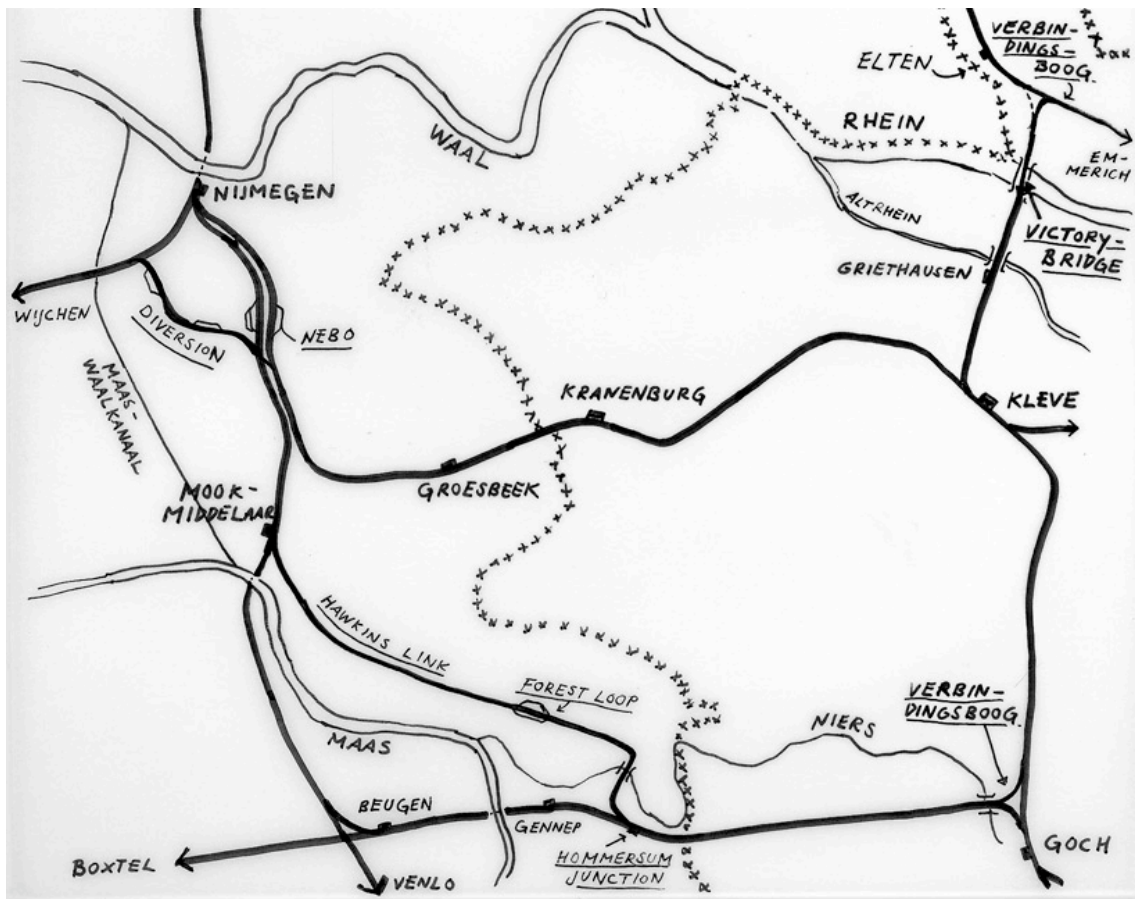 VERBIN-
DINGS-
BOOG.
ELTEN
RHEIN
WAAL
EM-
MERICH
NIJMEGEN
ALTRHEIN
VICTORY-
BRIDGE
GRIETHAUSEN
WIJCHEN
DIVERSION
NEBO
MAAS-
WAALKANAAL
KRANENBURG
KLEVE
GROESBEEK
MOOK-
MIDDELAAR
HAWKINS LINK
FOREST LOOP
VERBIN-
DINGSBOOG.
NIERS
MAAS
BEUGEN
GENNEP
GOCH
HOMMERSUM
JUNCTION
BOXTEL
VENLO